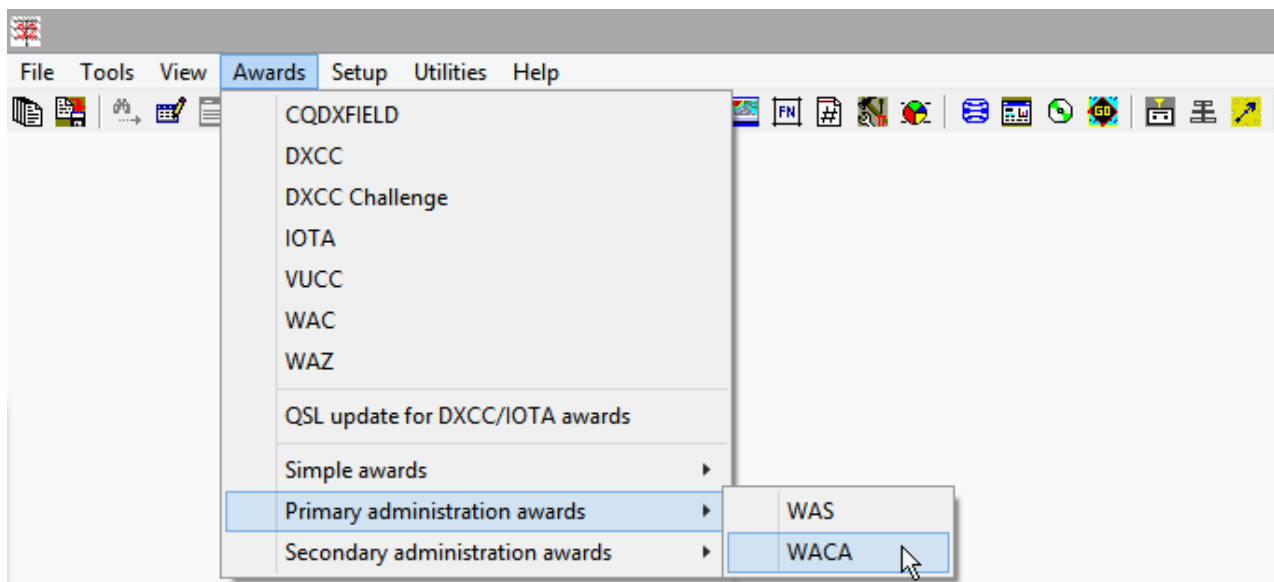 File Tools View Awards Setup Utilities Help
FN #
GO
CQDXFIELD
DXCC
DXCC Challenge
IOTA
VUCC
WAC
WAZ
QSL update for DXCC/IOTA awards
Simple awards
Primary administration awards
Secondary administration awards
WAS
WACA